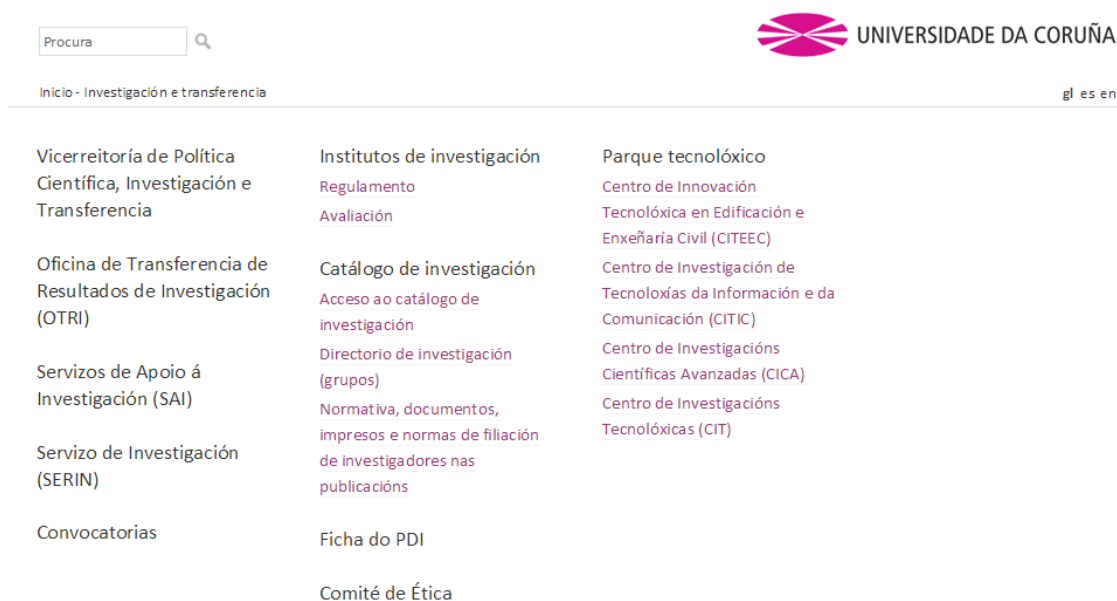 Procura
UNIVERSIDADE DA CORUÑA
Inicio - Investigación e transferencia
gl es en
Vicerreitoría de Política
Científica, Investigación e
Transferencia
Oficina de Transferencia de
Resultados de Investigación
(OTRI)
Servizos de Apoio á
Investigación (SAI)
Servizo de Investigación
(SERIN)
Convocatorias
Institutos de investigación
Regulamento
Avaliación
Catálogo de investigación
Acceso ao catálogo de
investigación
Directorio de investigación
(grupos)
Normativa, documentos,
impresos e normas de filiación
de investigadores nas
publicacións
Ficha do PDI
Comité de Ética
Parque tecnolóxico
Centro de Innovación
Tecnolóxica en Edificación e
Enxeñaría Civil (CITEEC)
Centro de Investigación de
Tecnoloxías da Información e da
Comunicación (CITIC)
Centro de Investigacións
Científicas Avanzadas (CICA)
Centro de Investigacións
Tecnolóxicas (CIT)